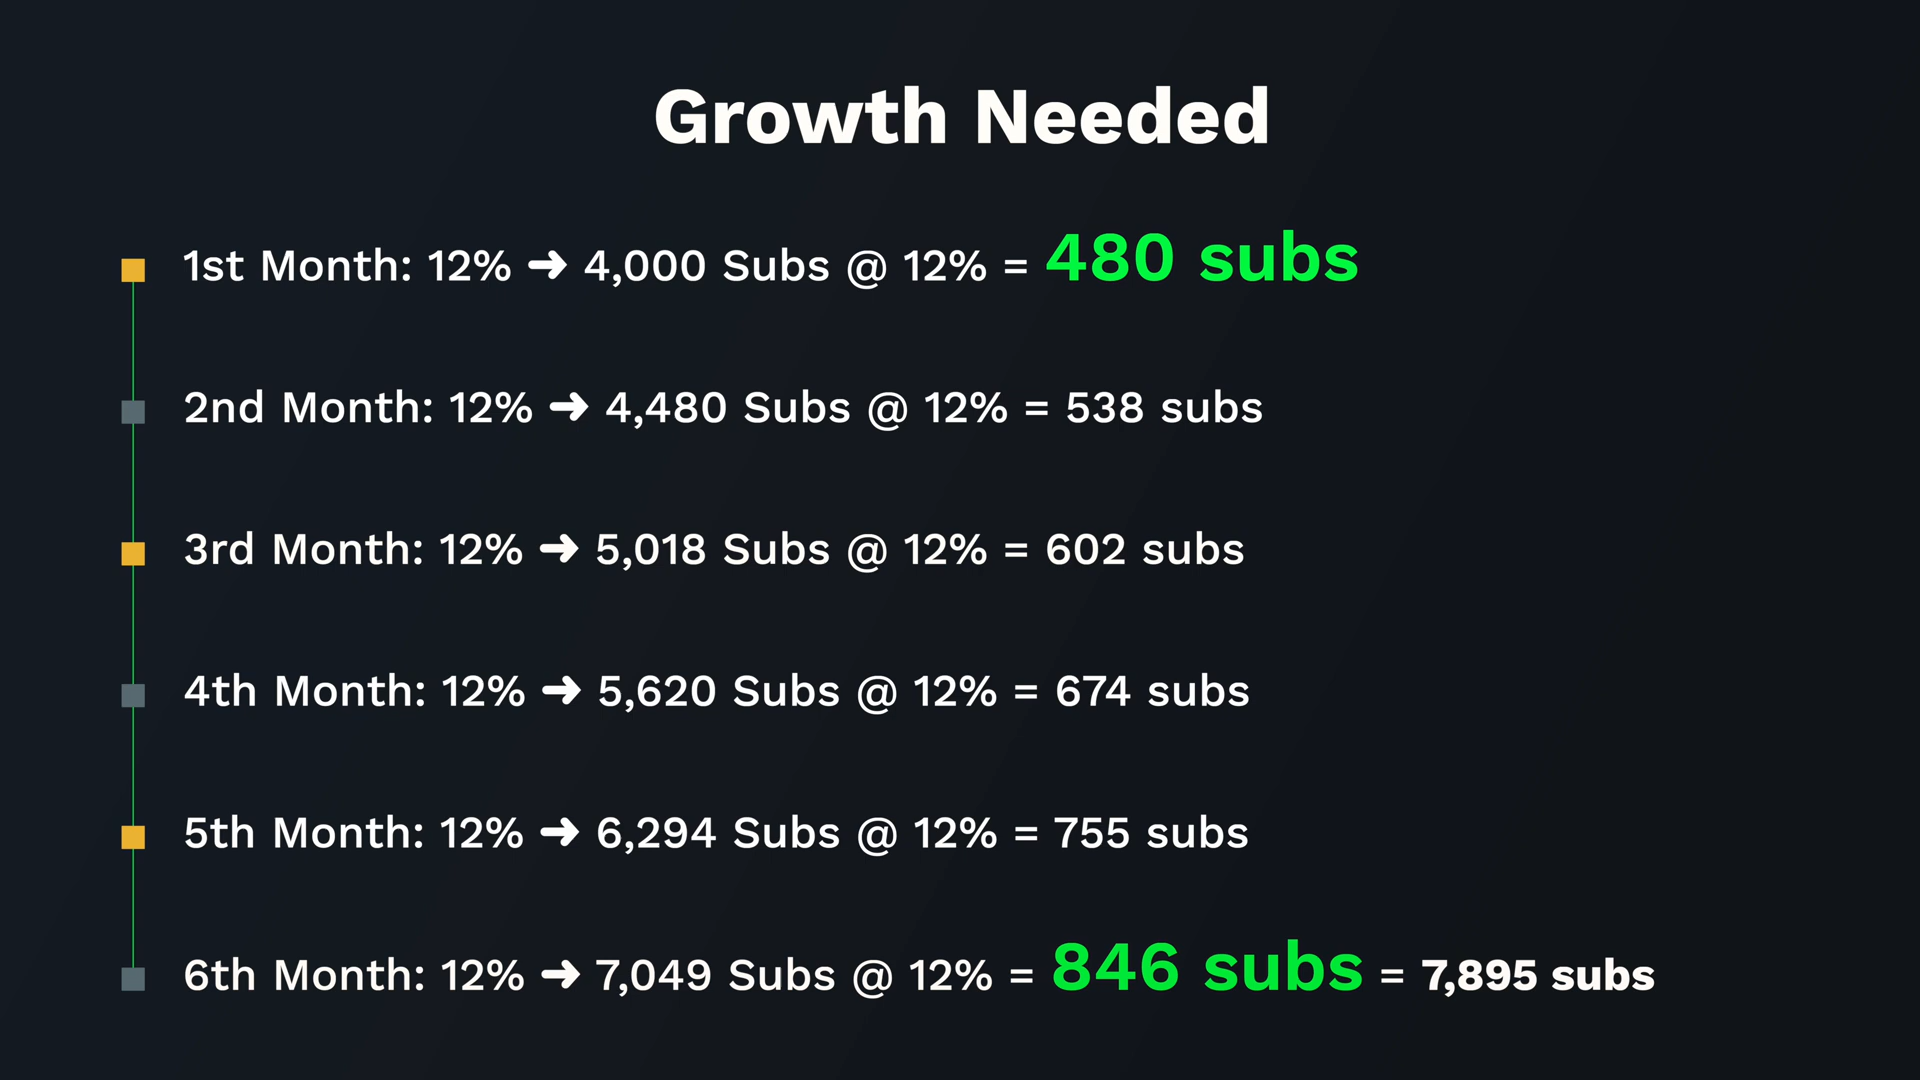 Growth Needed
1st Month: 12% ➜ 4,000 Subs @ 12% = 480 subs
2nd Month: 12% ➜ 4,480 Subs @ 12% = 538 subs
3rd Month: 12% ➜ 5,018 Subs @ 12% = 602 subs
4th Month: 12% ➜ 5,620 Subs @ 12% = 674 subs
5th Month: 12% ➜ 6,294 Subs @ 12% = 755 subs
6th Month: 12% ➜ 7,049 Subs @ 12% = 846 subs = 7,895 subs